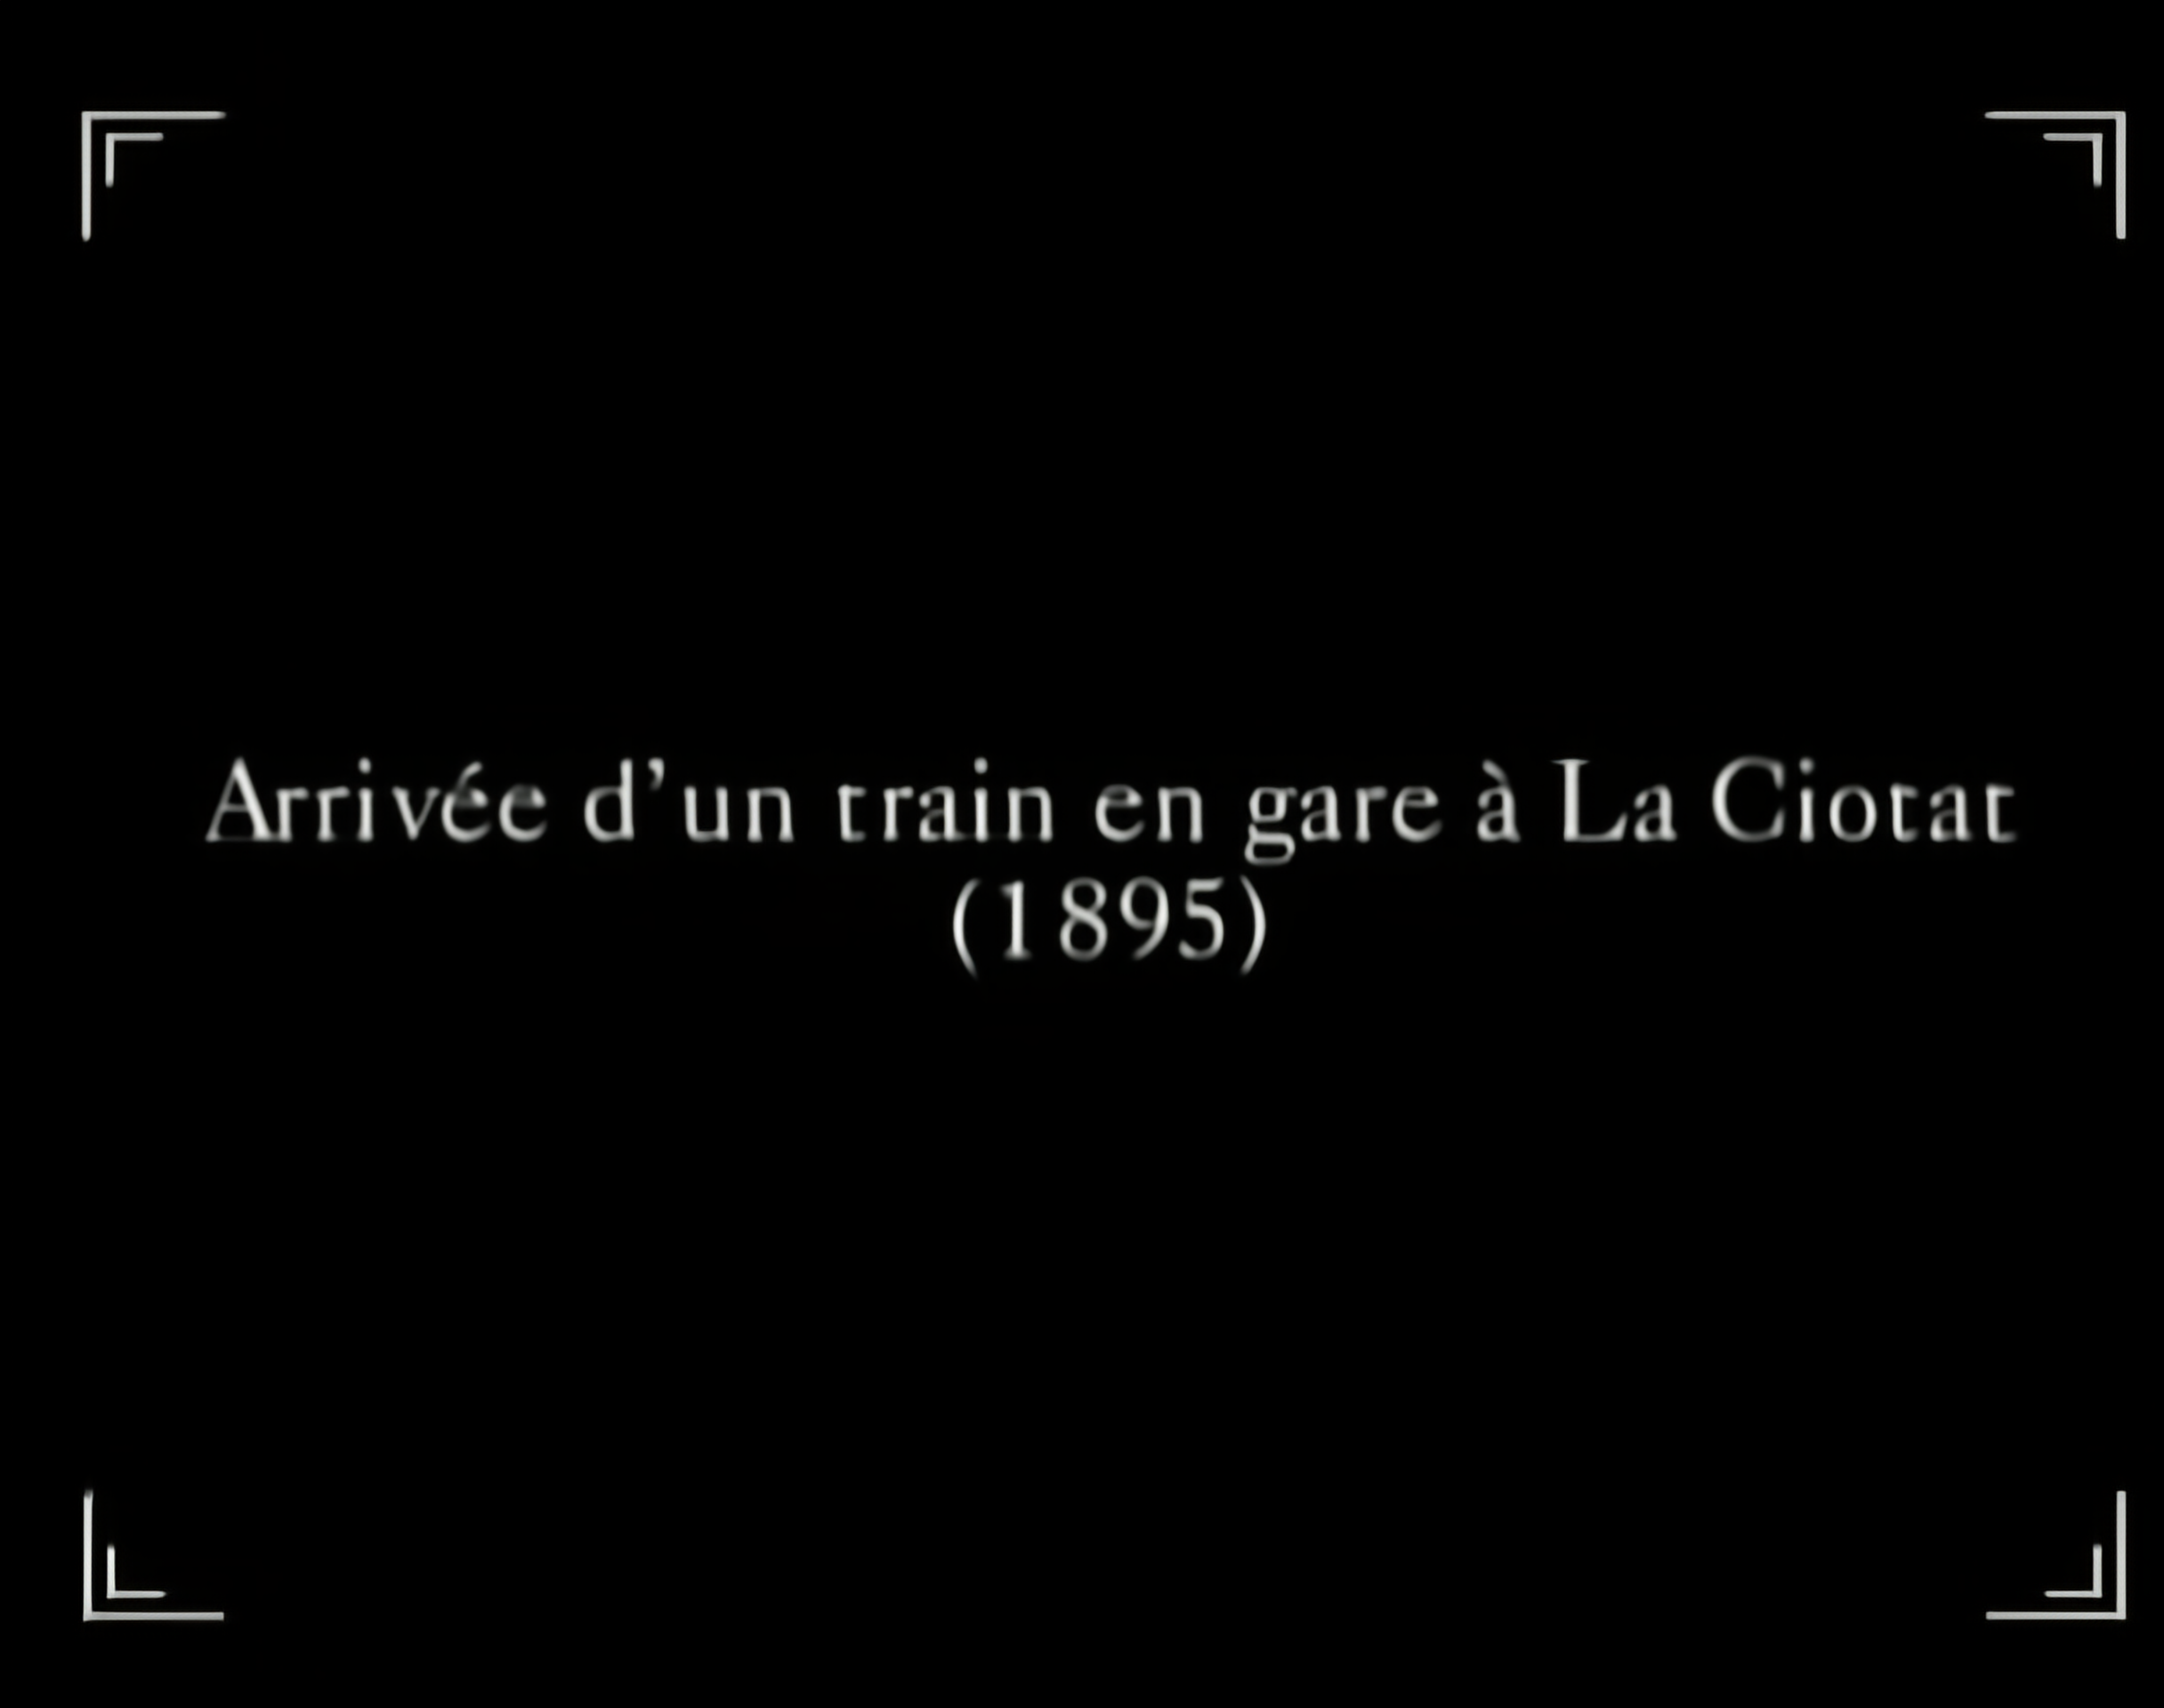 Arrivée d’un train en gare à La Ciotat
(1895)